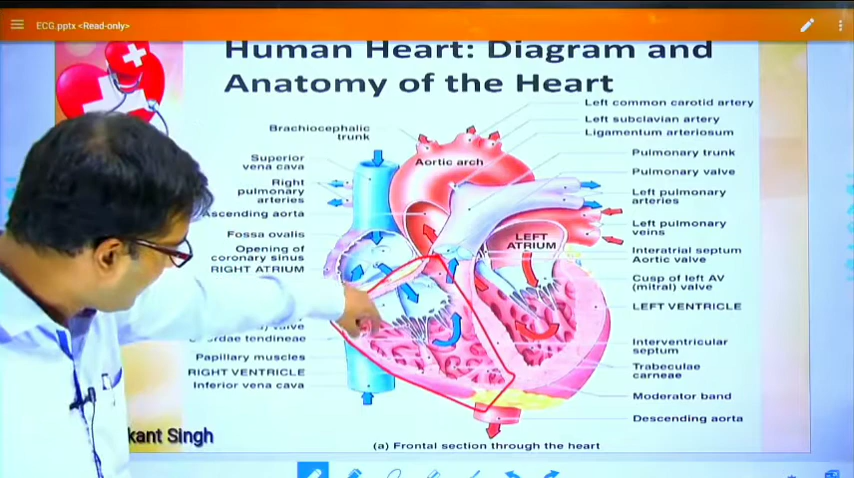 ECG.pptx <Read-only>
Human Heart: Diagram and
Anatomy of the Heart
Left common carotid artery
Left subclavian artery
Ligamentum arteriosum
Brachiocephalic
trunk
Superior
vena cava
Right
pulmonary
arteries
Ascending aorta
Fossa ovalis
Opening of
coronary sinus
RIGHT ATRIUM
valve
Papillary muscles
RIGHT VENTRICLE
Inferior vena cava
Aortic arch
LEFT
ATRIUM
Pulmonary trunk
Pulmonary valve
Left pulmonary
arteries
Left pulmonary
veins
Interatrial septum
Aortic valve
Cusp of left AV
(mitral) valve
LEFT VENTRICLE
Interventricular
septum
Trabeculae
carneae
Moderator band
Descending aorta
kant Singh
(a) Frontal section through the heart